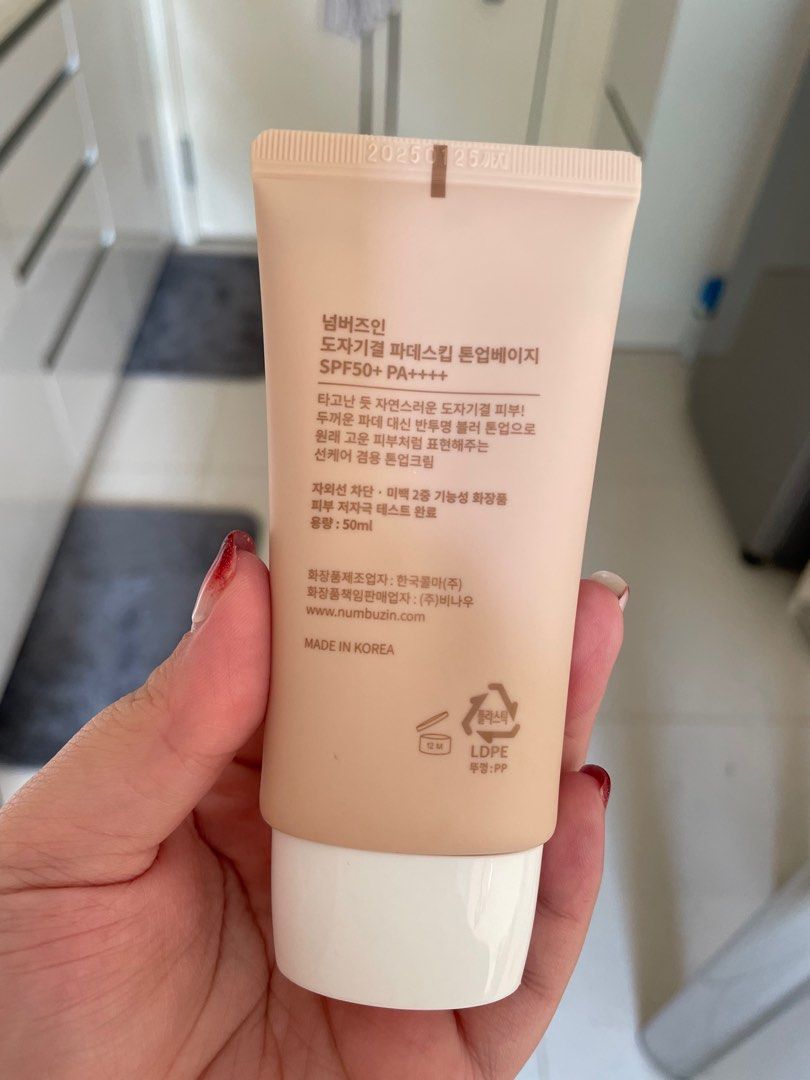 25까지
넘버즈인
도자기결 파데스킵 톤업베이지
SPF50+ PA++++
타고난 듯 자연스러운 도자기결 피부!
두꺼운 파데 대신 반투명 블러 톤업으로
원래 고운 피부처럼 표현해주는
선케어 겸용 톤업크림
자외선 차단 · 미백 2중 기능성 화장품
피부 저자극 테스트 완료
용량 : 50ml
화장품제조업자 : 한국콜마(주)
화장품책임판매업자 : (주)비나우
www.numbuzin.com
MADE IN KOREA
플라스틱
12 M
LDPE
뚜껑 : PP